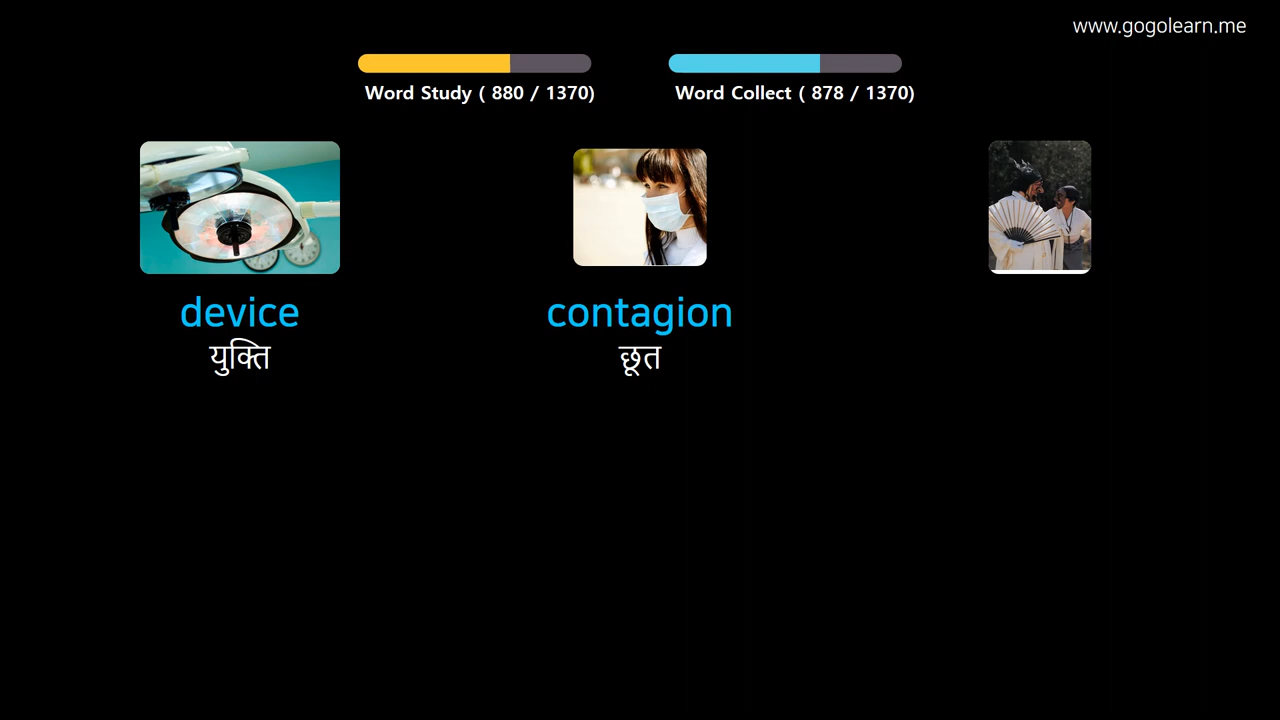 www.gogolearn.me
Word Study ( 880 / 1370)
Word Collect ( 878 / 1370)
device
युक्ति
contagion
छूत